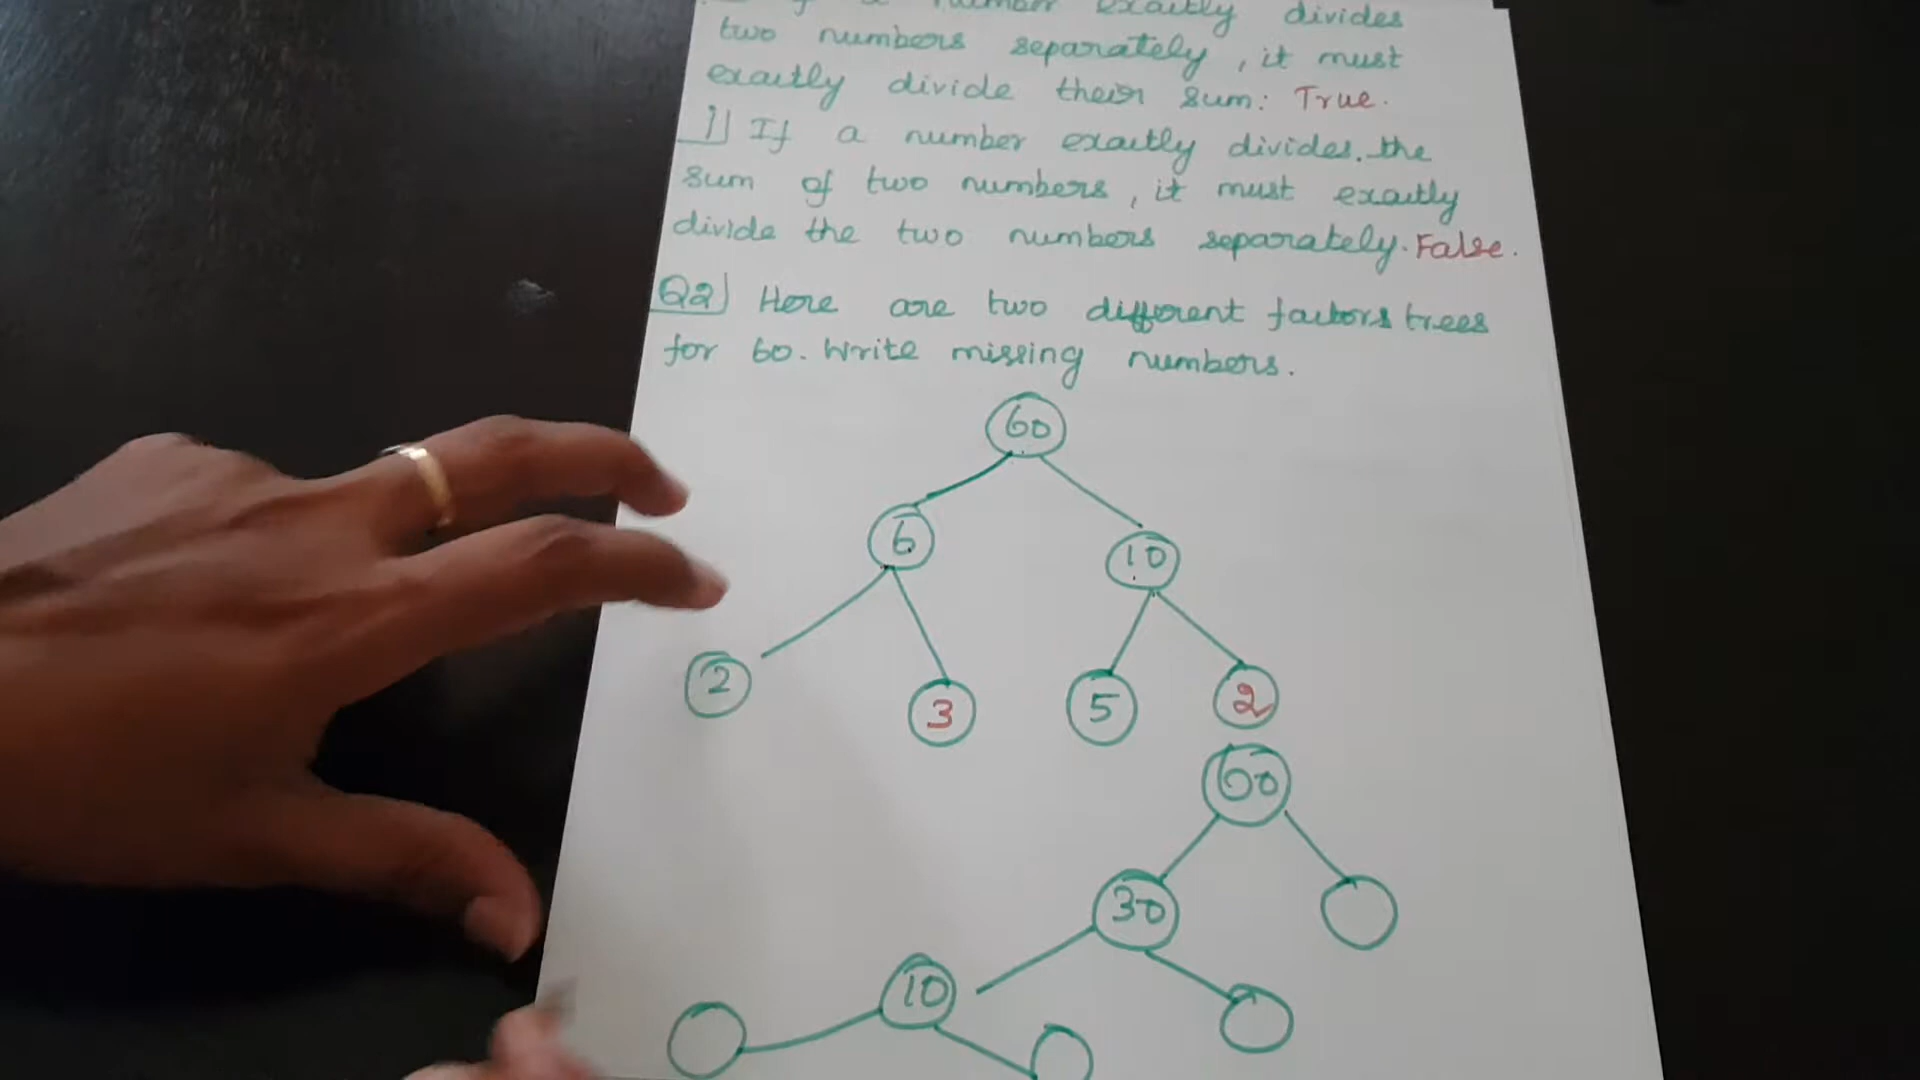 number exactly divides
two numbers separately, it must
exactly divide their sum: True.
j) If a number exactly divides. the
sum of two numbers, it must exactly
divide the two numbers separately. False.
Q2) Here are two different factors trees
for 60. Write missing numbers.
60
6 10
2 3 5 2
60
30
10